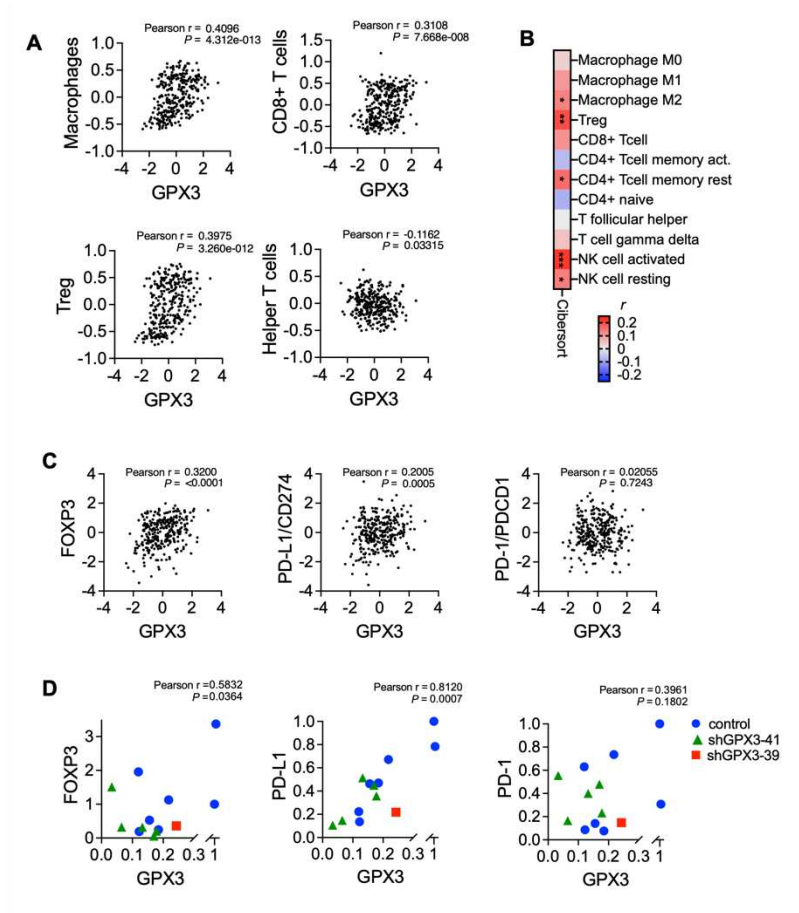 A
Pearson r = 0.4096
P = 4.312e-013
Macrophages
1.0
0.5
0.0
-0.5
-1.0
-4 -2 0 2 4
GPX3
Pearson r = 0.3108
P = 7.668e-008
CD8+ T cells
1.5
1.0
0.5
0.0
-0.5
-1.0
-4 -2 0 2 4
GPX3
Pearson r = 0.3975
P = 3.260e-012
Treg
1.0
0.5
0.0
-0.5
-1.0
-4 -2 0 2 4
GPX3
Pearson r = -0.1162
P = 0.03315
Helper T cells
1.0
0.5
0.0
-0.5
-1.0
-4 -2 0 2 4
GPX3
B
Macrophage M0
Macrophage M1
* Macrophage M2
** Treg
CD8+ Tcell
CD4+ Tcell memory act.
* CD4+ Tcell memory rest
CD4+ naive
T follicular helper
T cell gamma delta
*** NK cell activated
* NK cell resting
Cibersort
r
0.2
0.1
0
-0.1
-0.2
C
Pearson r = 0.3200
P = <0.0001
FOXP3
4
2
0
-2
-4
-4 -2 0 2 4
GPX3
Pearson r = 0.2005
P = 0.0005
PD-L1/CD274
4
2
0
-2
-4
-4 -2 0 2 4
GPX3
Pearson r = 0.02055
P = 0.7243
PD-1/PDCD1
4
2
0
-2
-4
-4 -2 0 2 4
GPX3
D
Pearson r =0.5832
P =0.0364
FOXP3
3
2
1
0
0.0 0.1 0.2 0.3 1
GPX3
Pearson r =0.8120
P =0.0007
PD-L1
1.0
0.8
0.6
0.4
0.2
0.0
0.0 0.1 0.2 0.3 1
GPX3
Pearson r =0.3961
P =0.1802
PD-1
1.0
0.8
0.6
0.4
0.2
0.0
0.0 0.1 0.2 0.3 1
GPX3
control
shGPX3-41
shGPX3-39